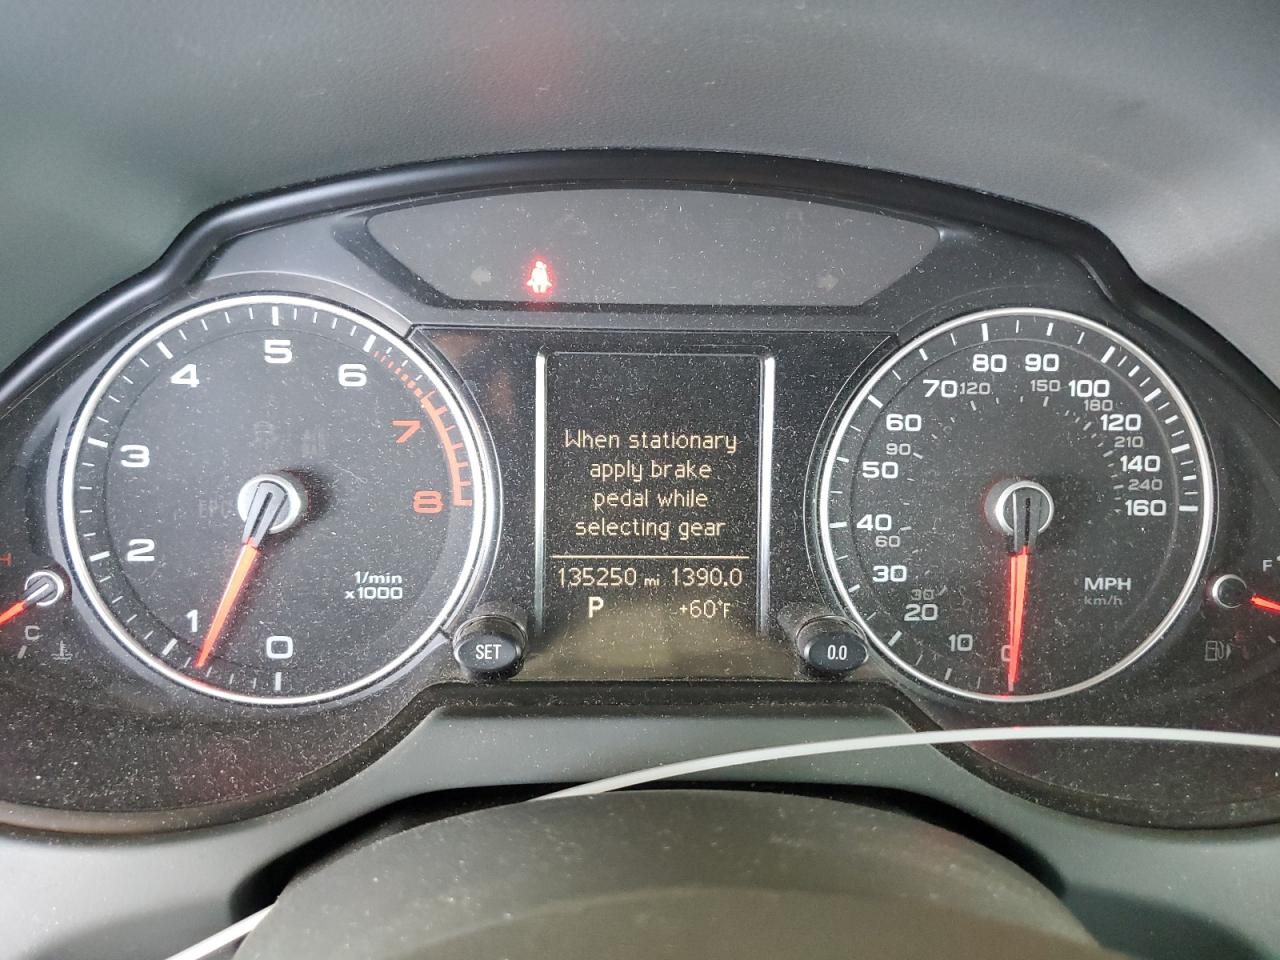 When stationary
apply brake
pedal while
selecting gear
135250 mi 1390.0
P +60°F
SET
0.0
0
1
2
3
4
5
6
7
8
1/min
x1000
EPC
H
C
0
10
20
30
40
50
60
70
80
90
100
120
140
160
30
60
90
120
150
180
210
240
MPH
km/h
F